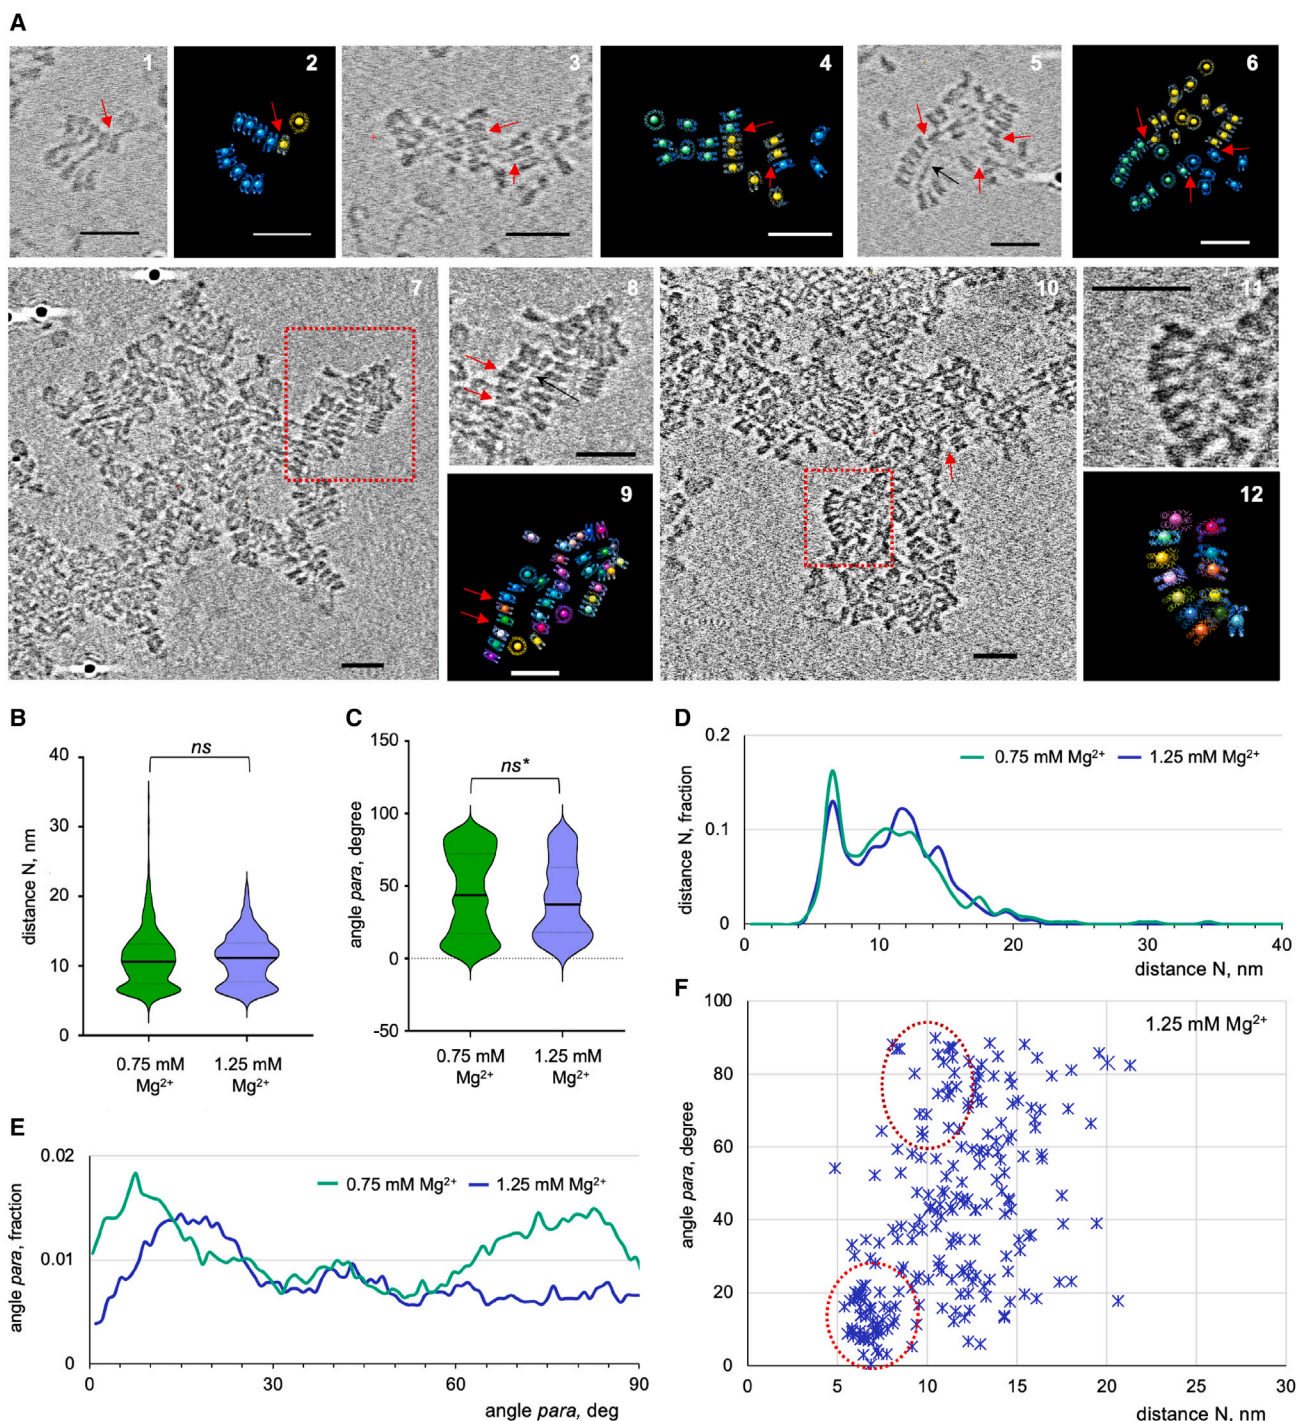 A
1
2
3
4
5
6
7
8
9
10
11
12
B
40
30
20
10
0
distance N, nm
ns
0.75 mM
Mg²⁺
1.25 mM
Mg²⁺
C
150
100
50
0
-50
angle para, degree
ns*
0.75 mM
Mg²⁺
1.25 mM
Mg²⁺
D
0.2
0.1
0
distance N, fraction
0.75 mM Mg²⁺
1.25 mM Mg²⁺
0
10
20
30
40
distance N, nm
E
0.02
0.01
0
angle para, fraction
0.75 mM Mg²⁺
1.25 mM Mg²⁺
0
30
60
90
angle para, deg
F
100
80
60
40
20
0
angle para, degree
1.25 mM Mg²⁺
0
5
10
15
20
25
30
distance N, nm